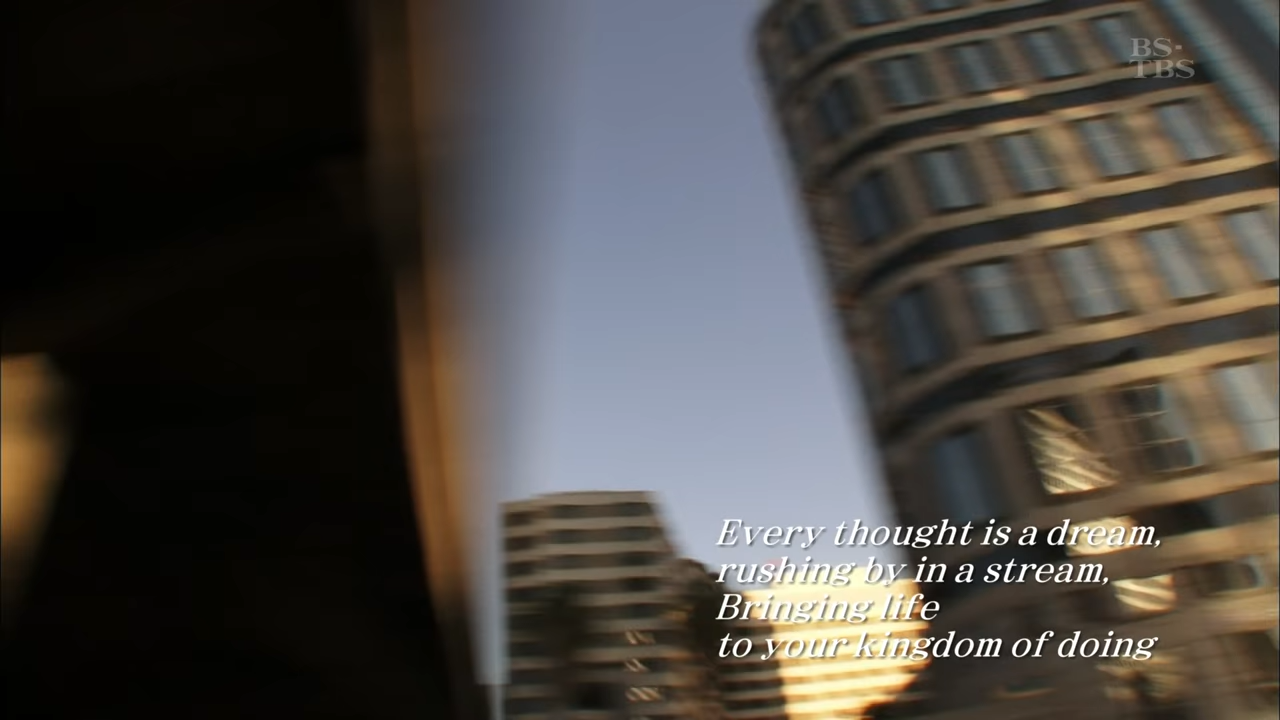 BS-
TBS
Every thought is a dream,
rushing by in a stream,
Bringing life
to your kingdom of doing